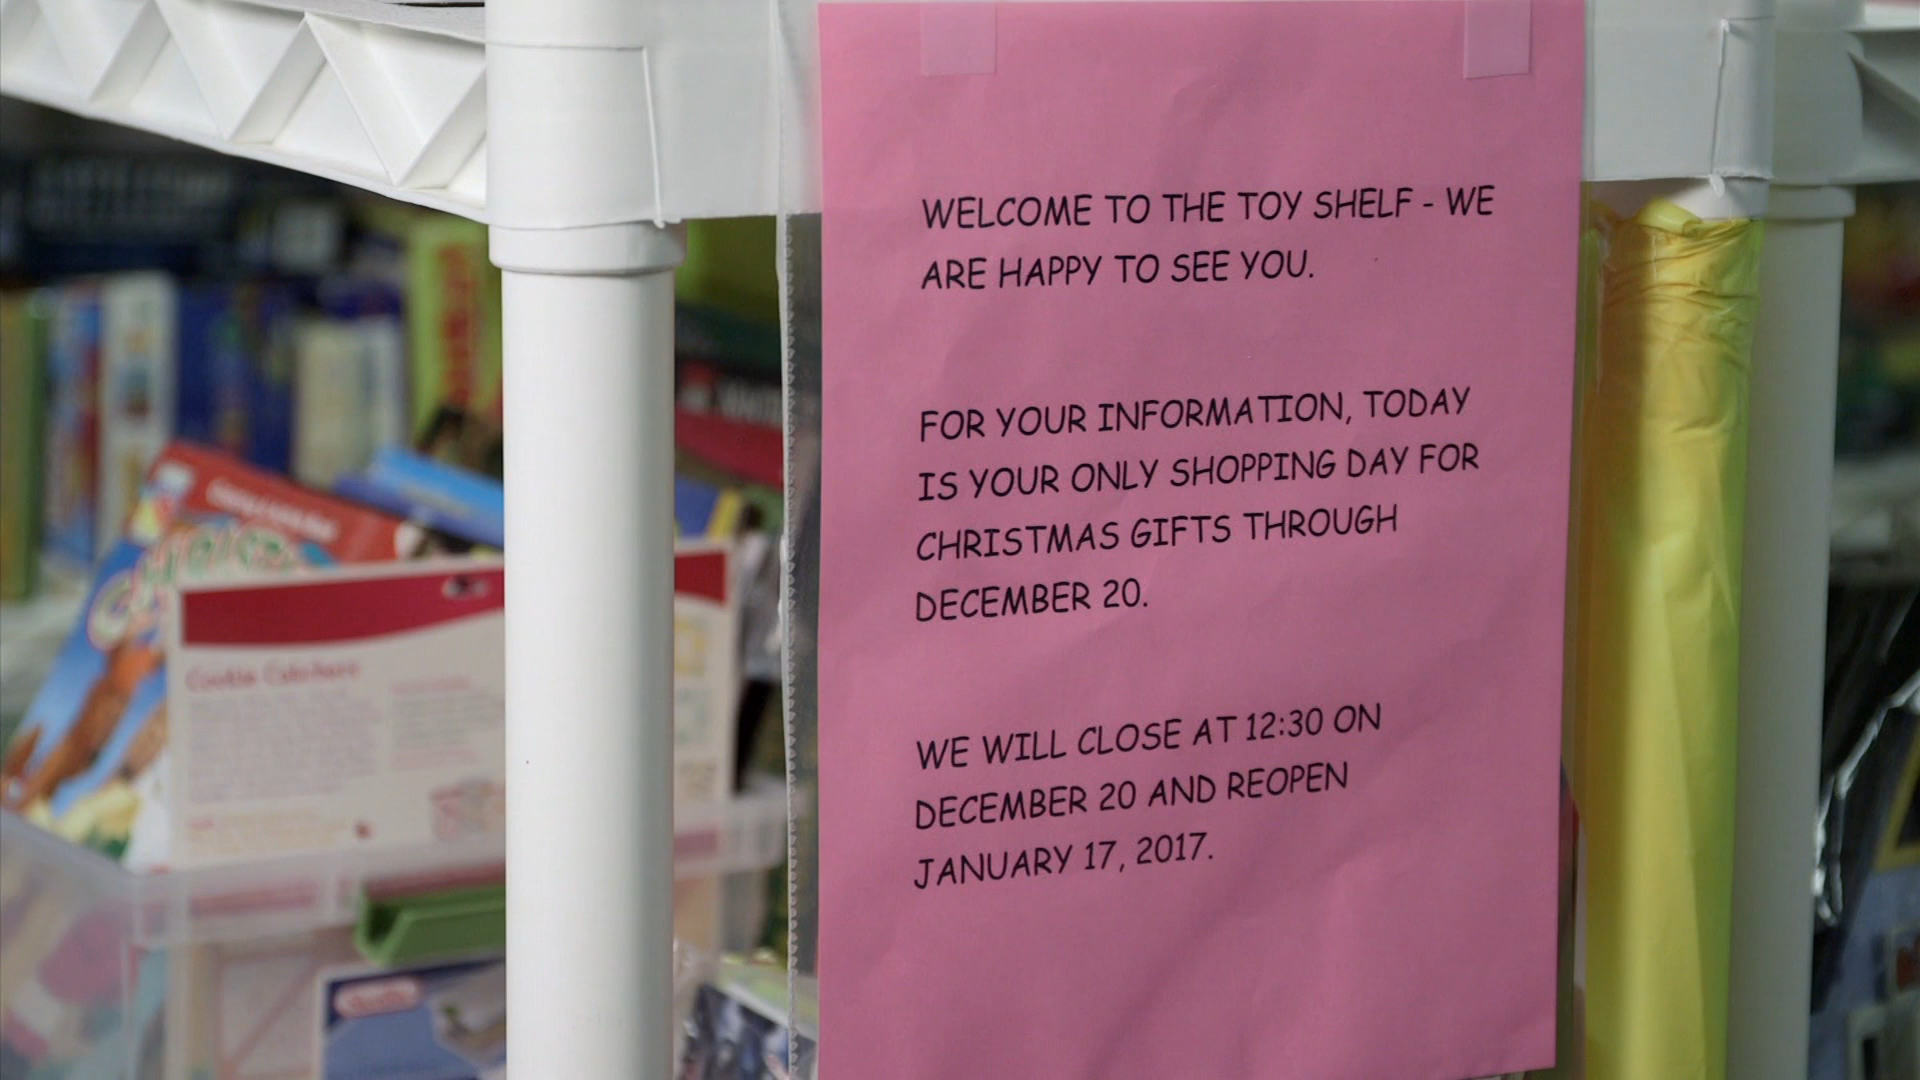 WELCOME TO THE TOY SHELF - WE
ARE HAPPY TO SEE YOU.
FOR YOUR INFORMATION, TODAY
IS YOUR ONLY SHOPPING DAY FOR
CHRISTMAS GIFTS THROUGH
DECEMBER 20.
WE WILL CLOSE AT 12:30 ON
DECEMBER 20 AND REOPEN
JANUARY 17, 2017.
Cookie Catchers